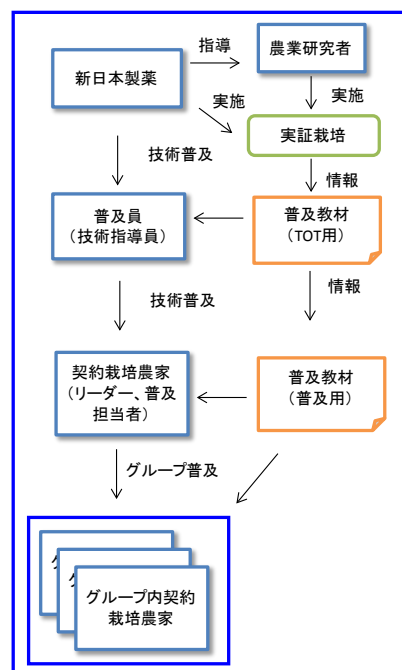 指導
農業研究者
新日本製薬
実施
実施
実証栽培
技術普及
情報
普及員
（技術指導員）
普及教材
（TOT用）
情報
技術普及
契約栽培農家
（リーダー、普及
担当者）
普及教材
（普及用）
グループ普及
グループ内契約
栽培農家